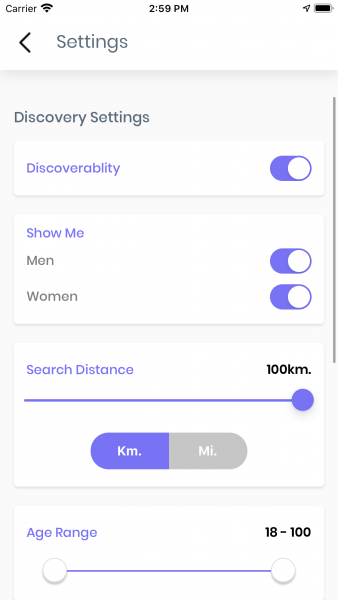 Carrier 2:59 PM
Settings
Discovery Settings
Discoverablity
Show Me
Men
Women
Search Distance 100km.
Km. Mi.
Age Range 18 - 100